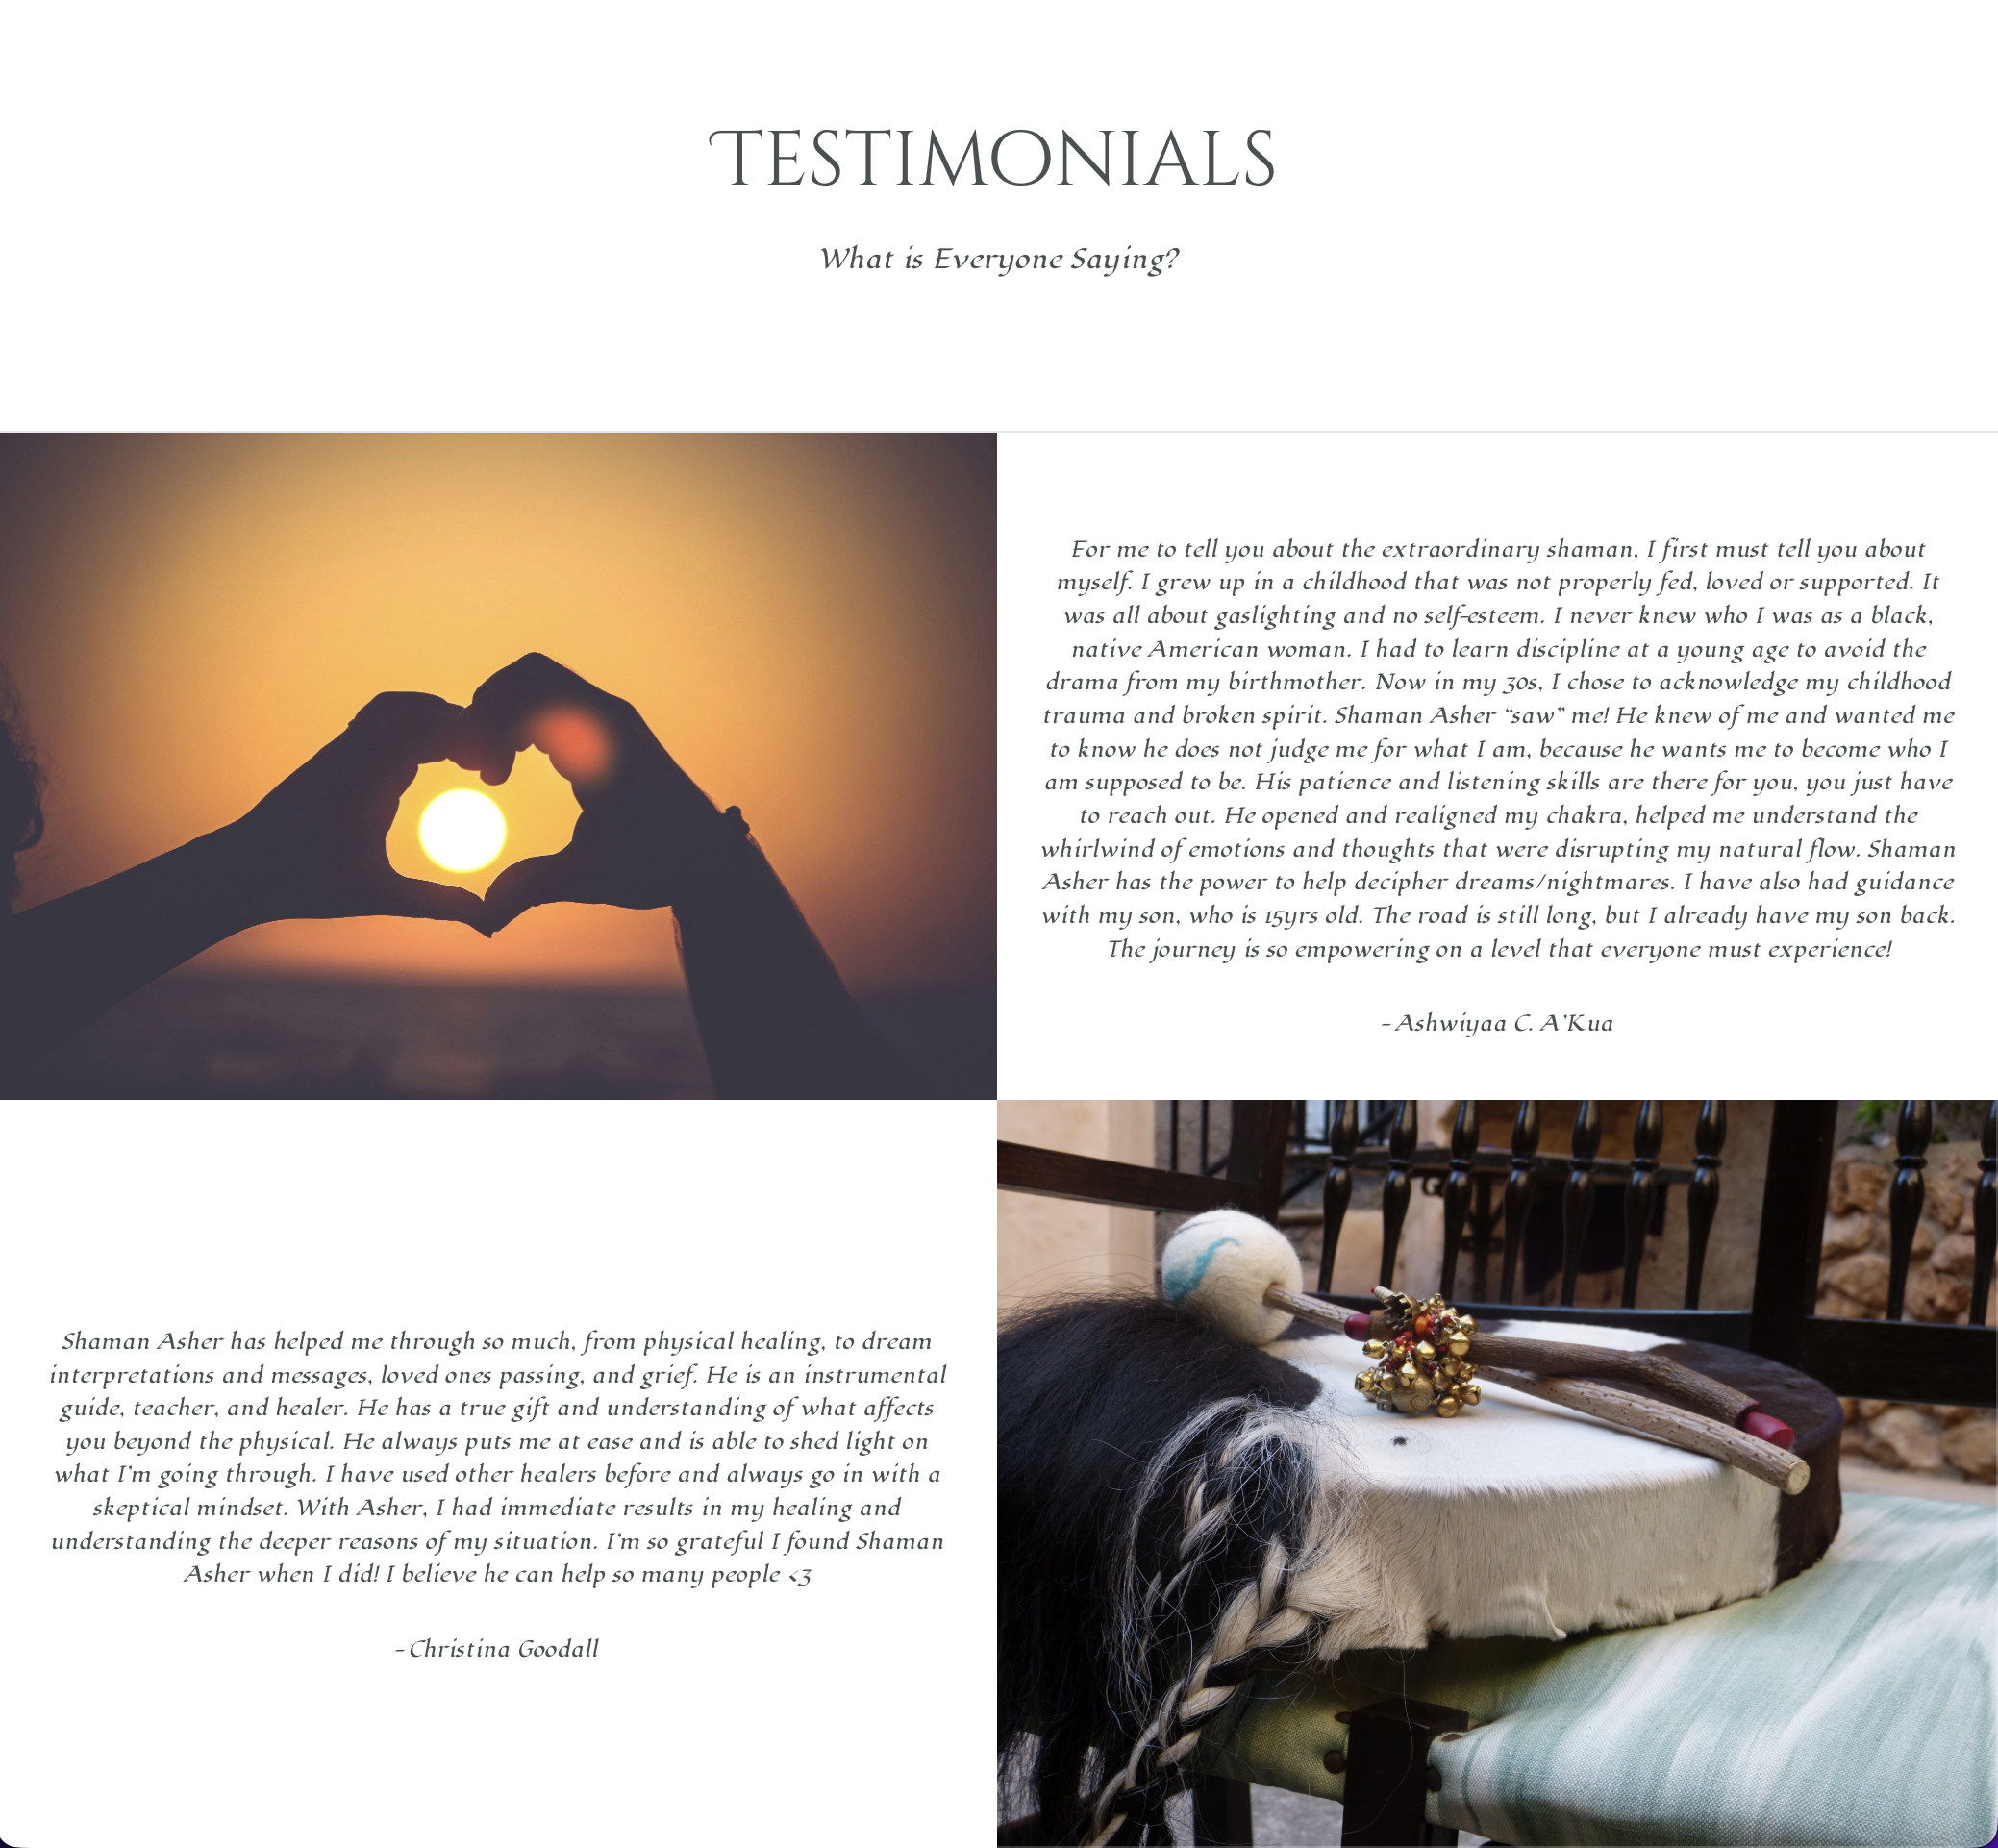 TESTIMONIALS
What is Everyone Saying?
For me to tell you about the extraordinary shaman, I first must tell you about
myself. I grew up in a childhood that was not properly fed, loved or supported. It
was all about gaslighting and no self-esteem. I never knew who I was as a black,
native American woman. I had to learn discipline at a young age to avoid the
drama from my birthmother. Now in my 30s, I chose to acknowledge my childhood
trauma and broken spirit. Shaman Asher “saw” me! He knew of me and wanted me
to know he does not judge me for what I am, because he wants me to become who I
am supposed to be. His patience and listening skills are there for you, you just have
to reach out. He opened and realigned my chakra, helped me understand the
whirlwind of emotions and thoughts that were disrupting my natural flow. Shaman
Asher has the power to help decipher dreams/nightmares. I have also had guidance
with my son, who is 15yrs old. The road is still long, but I already have my son back.
The journey is so empowering on a level that everyone must experience!
- Ashwiyaa C. A’Kua
Shaman Asher has helped me through so much, from physical healing, to dream
interpretations and messages, loved ones passing, and grief. He is an instrumental
guide, teacher, and healer. He has a true gift and understanding of what affects
you beyond the physical. He always puts me at ease and is able to shed light on
what I’m going through. I have used other healers before and always go in with a
skeptical mindset. With Asher, I had immediate results in my healing and
understanding the deeper reasons of my situation. I’m so grateful I found Shaman
Asher when I did! I believe he can help so many people <3
- Christina Goodall